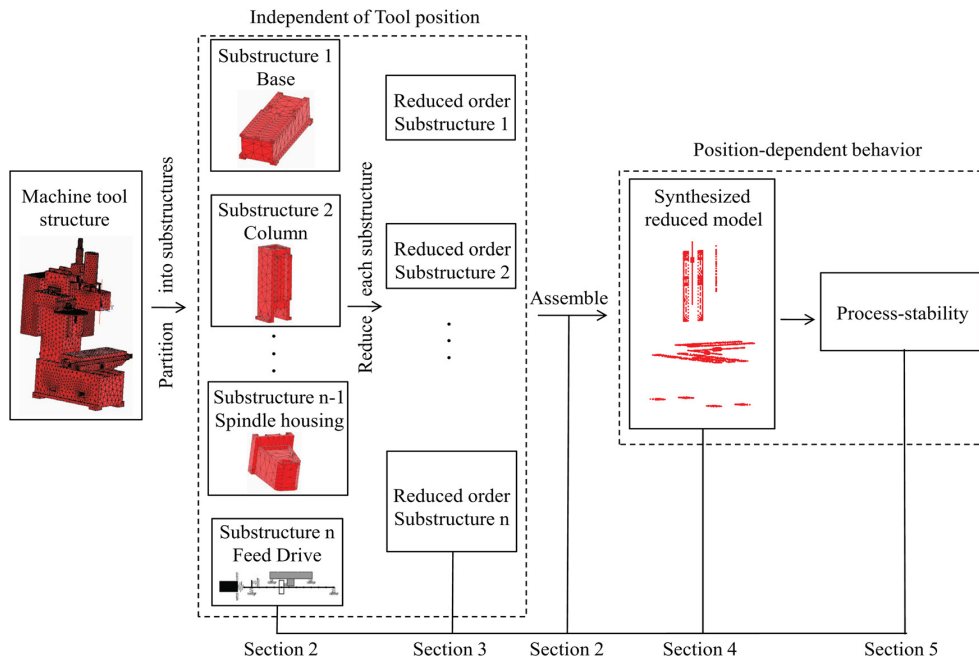 Independent of Tool position
Machine tool
structure
Partition into substructures
Substructure 1
Base
Substructure 2
Column
Substructure n-1
Spindle housing
Substructure n
Feed Drive
Reduce each substructure
Reduced order
Substructure 1
Reduced order
Substructure 2
Reduced order
Substructure n
Assemble
Position-dependent behavior
Synthesized
reduced model
Process-stability
Section 2
Section 3
Section 2
Section 4
Section 5